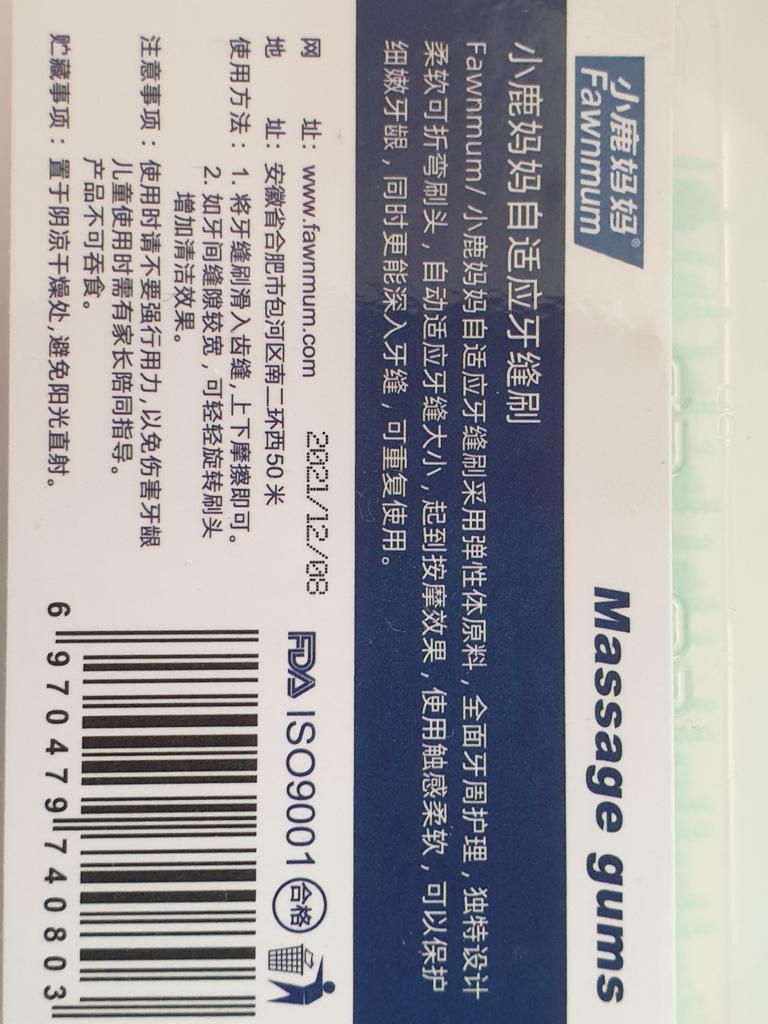 小鹿妈妈®
Fawnmum
Massage gums
小鹿妈妈自适应牙缝刷
Fawnmum/ 小鹿妈妈自适应牙缝刷采用弹性体原料，全面牙周护理，独特设计
柔软可折弯刷头，自动适应牙缝大小，起到按摩效果，使用触感柔软，可以保护
细嫩牙龈，同时更能深入牙缝，可重复使用。
网 址：www.fawnmum.com
2021/12/08
地 址：安徽省合肥市包河区南二环西50米
使用方法：1. 将牙缝刷滑入齿缝,上下摩擦即可。
2. 如牙间缝隙较宽，可轻轻旋转刷头
增加清洁效果。
注意事项：使用时请不要强行用力,以免伤害牙龈
儿童使用时需有家长陪同指导。
产品不可吞食。
贮藏事项：置于阴凉干燥处,避免阳光直射。
FDA ISO9001 合格
6 970479 740803